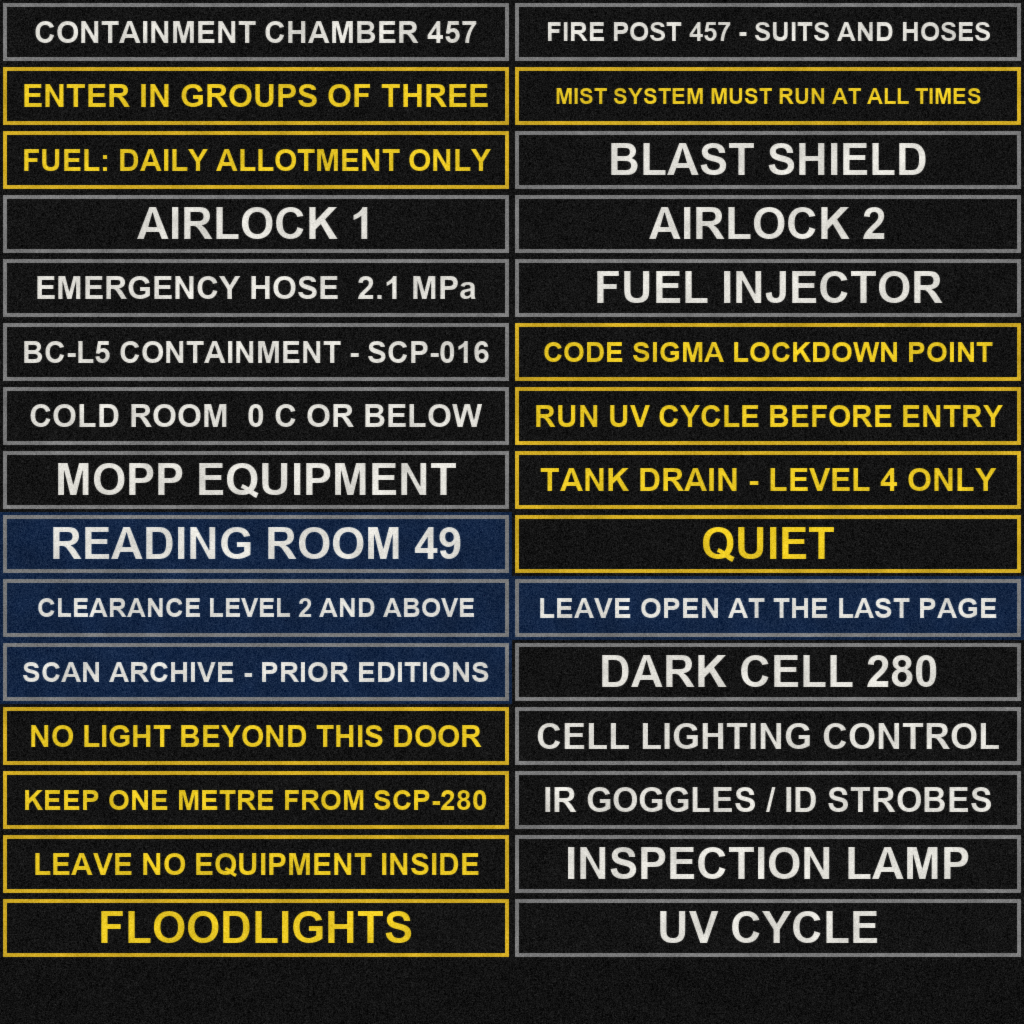 CONTAINMENT CHAMBER 457
FIRE POST 457 - SUITS AND HOSES
ENTER IN GROUPS OF THREE
MIST SYSTEM MUST RUN AT ALL TIMES
FUEL: DAILY ALLOTMENT ONLY
BLAST SHIELD
AIRLOCK 1
AIRLOCK 2
EMERGENCY HOSE  2.1 MPa
FUEL INJECTOR
BC-L5 CONTAINMENT - SCP-016
CODE SIGMA LOCKDOWN POINT
COLD ROOM  0 C OR BELOW
RUN UV CYCLE BEFORE ENTRY
MOPP EQUIPMENT
TANK DRAIN - LEVEL 4 ONLY
READING ROOM 49
QUIET
CLEARANCE LEVEL 2 AND ABOVE
LEAVE OPEN AT THE LAST PAGE
SCAN ARCHIVE - PRIOR EDITIONS
DARK CELL 280
NO LIGHT BEYOND THIS DOOR
CELL LIGHTING CONTROL
KEEP ONE METRE FROM SCP-280
IR GOGGLES / ID STROBES
LEAVE NO EQUIPMENT INSIDE
INSPECTION LAMP
FLOODLIGHTS
UV CYCLE